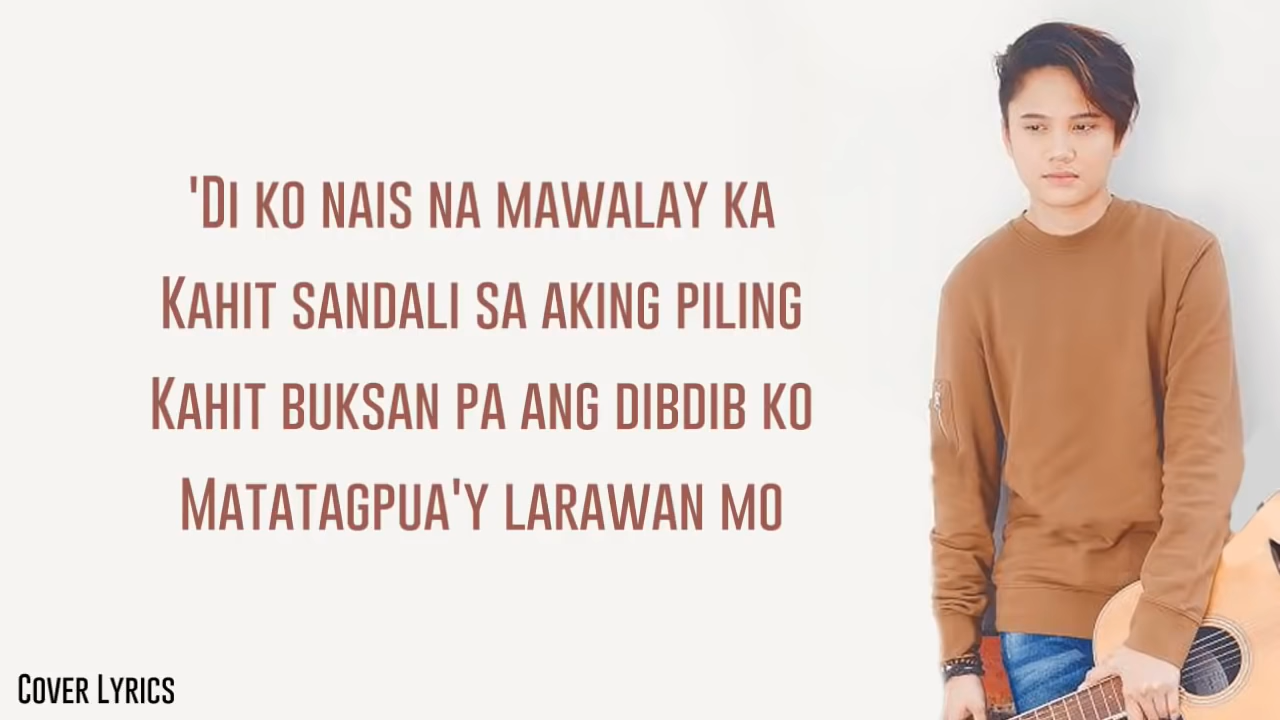 'Di ko nais na mawalay ka
Kahit sandali sa aking piling
Kahit buksan pa ang dibdib ko
Matatagpua'y larawan mo
Cover Lyrics